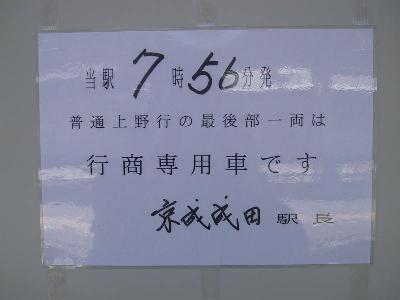 当駅7時56分発
普通上野行の最後部一両は
行商専用車です
京成成田駅長